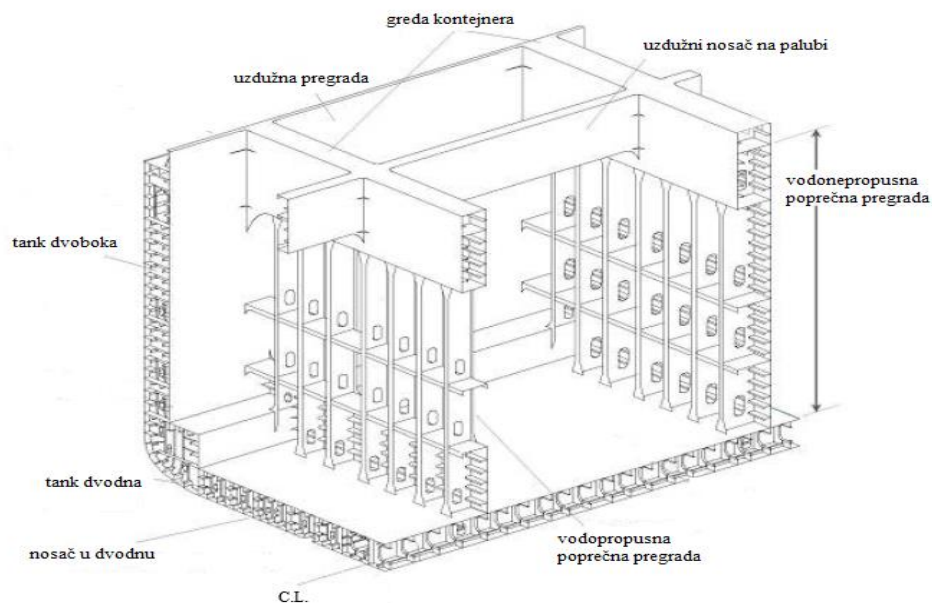 greda kontejnera
uzdužni nosač na palubi
uzdužna pregrada
vodonepropusna
poprečna pregrada
tank dvoboka
tank dvodna
nosač u dvodnu
vodopropusna
poprečna pregrada
C.L.